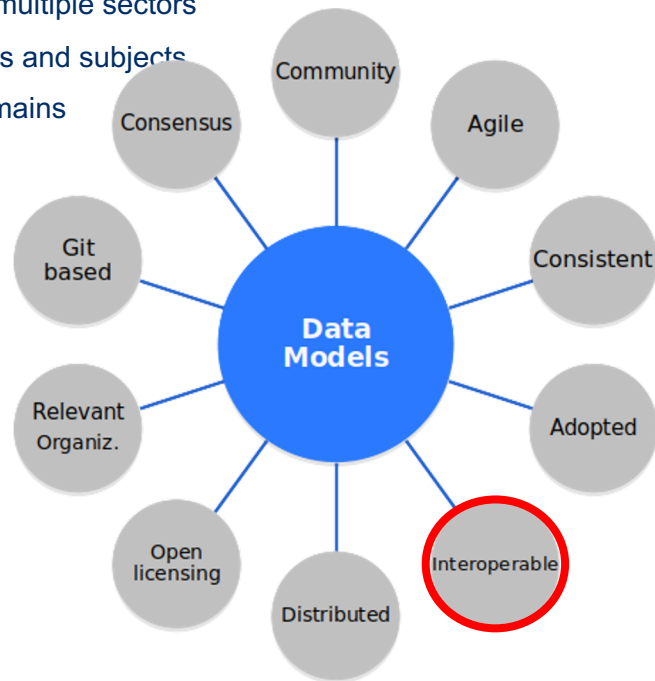 multiple sectors
s and subjects
mains
Community
Consensus
Agile
Git
based
Consistent
Data
Models
Relevant
Organiz.
Adopted
Open
licensing
Interoperable
Distributed